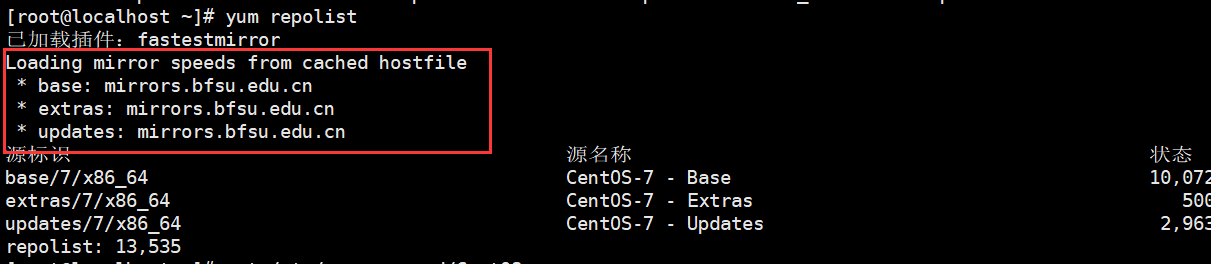 [root@localhost ~]# yum repolist
已加载插件：fastestmirror
Loading mirror speeds from cached hostfile
* base: mirrors.bfsu.edu.cn
* extras: mirrors.bfsu.edu.cn
* updates: mirrors.bfsu.edu.cn
源标识 源名称 状态
base/7/x86_64 CentOS-7 - Base 10,072
extras/7/x86_64 CentOS-7 - Extras 500
updates/7/x86_64 CentOS-7 - Updates 2,963
repolist: 13,535